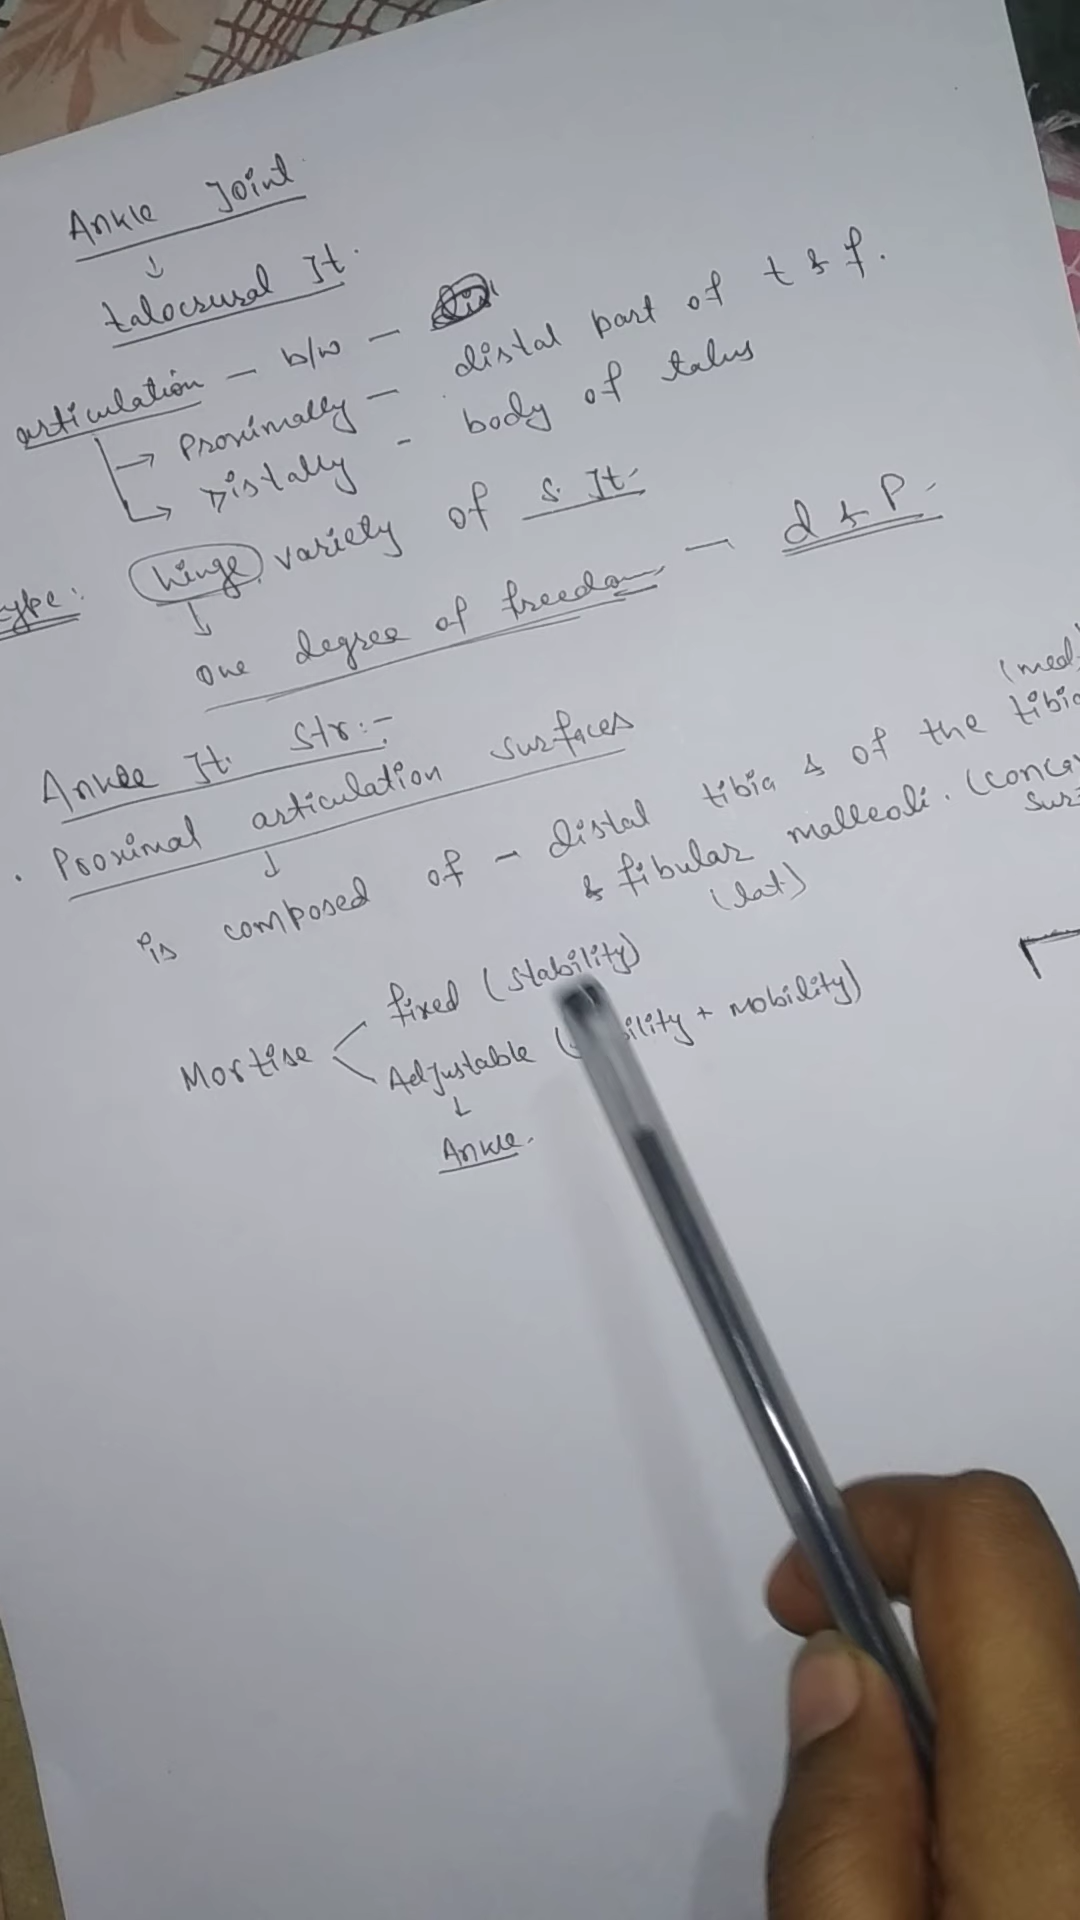 Ankle Joint
↓
talocrural Jt.
articulation - b/w -
→ Proximally - distal part of t & f.
→ Distally - body of talus
ype: hinge variety of s. Jt.
↓
one degree of freedom - d & P.
Ankle Jt. Str:-
(med
. Proximal articulation surfaces
↓
is composed of - distal tibia & of the tibia
& fibular malleoli. (conca
(lat)
sur
Mortise
fixed (stability)
Adjustable ( ility + mobility)
↓
Ankle.